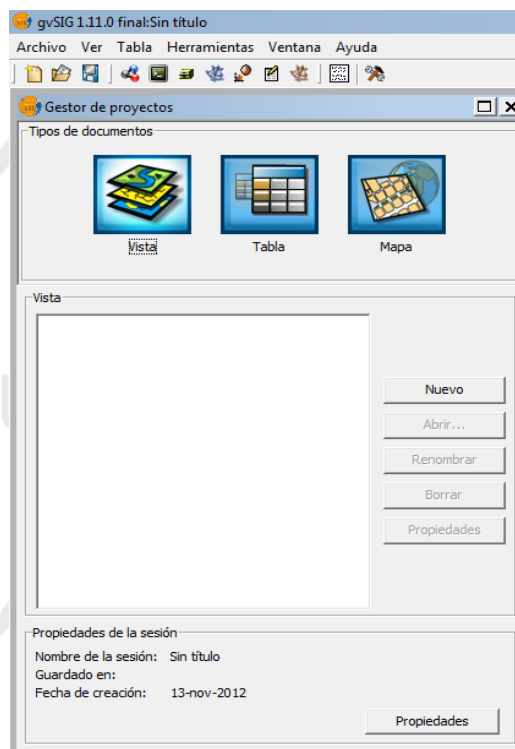 gvSIG 1.11.0 final:Sin título
Archivo Ver Tabla Herramientas Ventana Ayuda
Gestor de proyectos
Tipos de documentos
Vista Tabla Mapa
Vista
Nuevo
Abrir...
Renombrar
Borrar
Propiedades
Propiedades de la sesión
Nombre de la sesión: Sin título
Guardado en:
Fecha de creación: 13-nov-2012
Propiedades